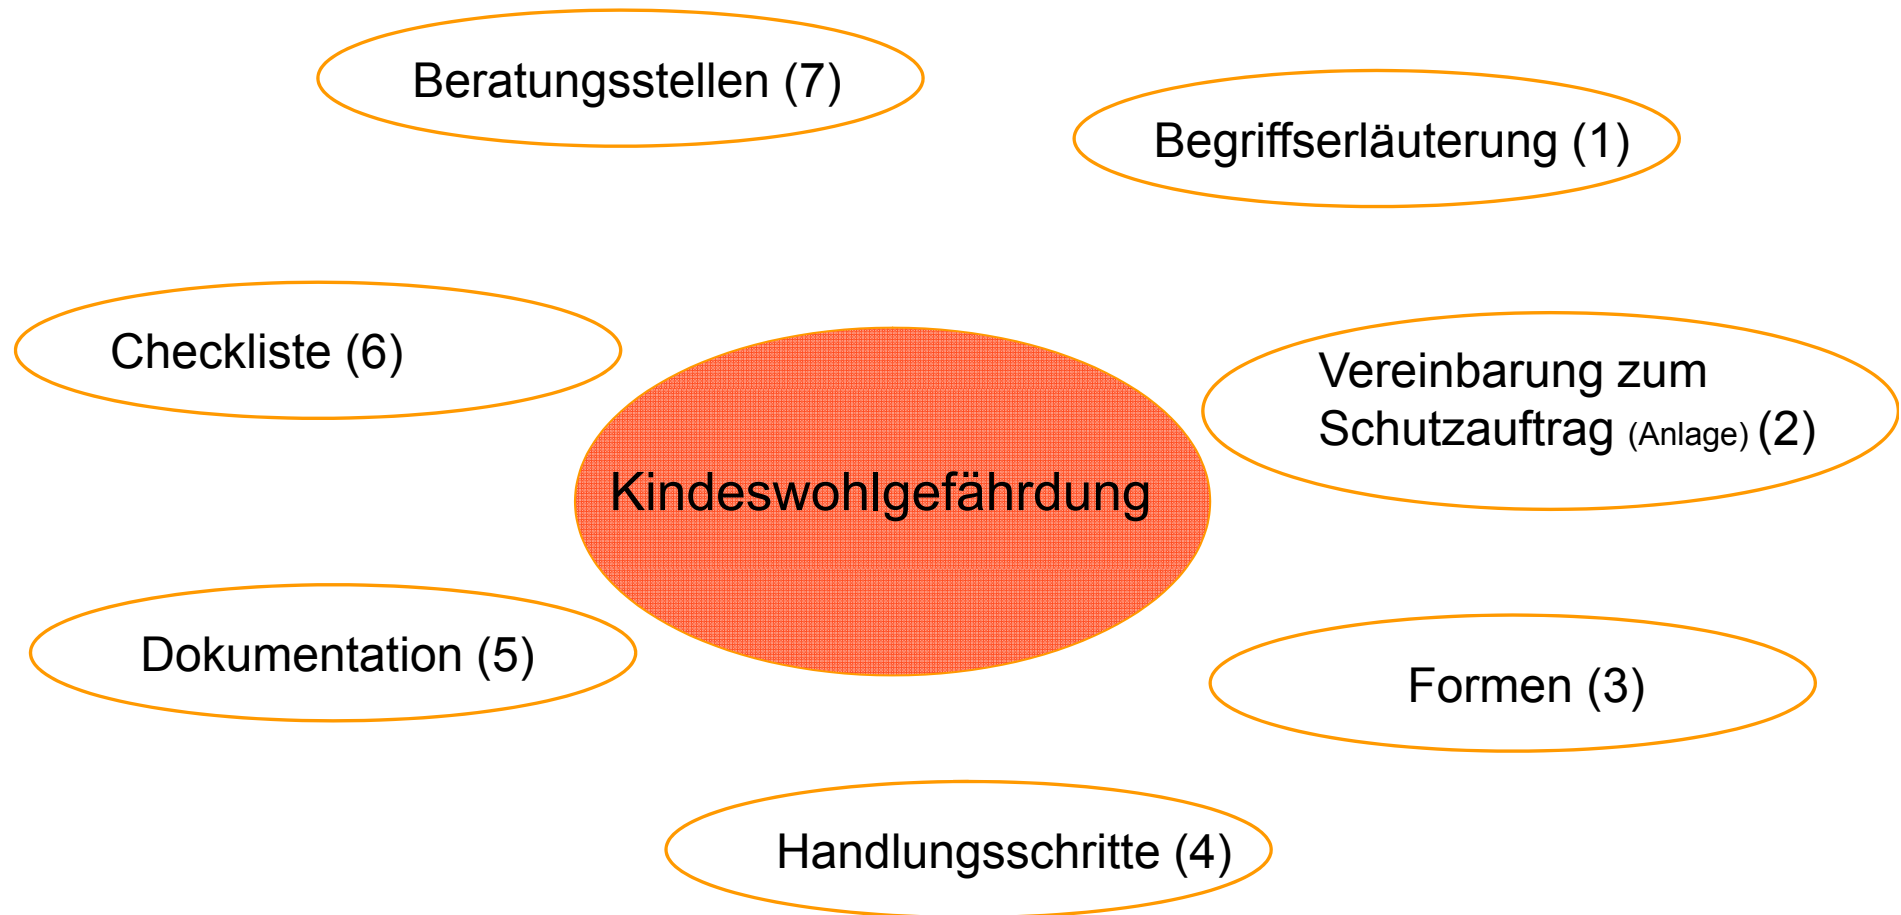 Beratungsstellen (7)
Begriffserläuterung (1)
Checkliste (6)
Vereinbarung zum
Schutzauftrag (Anlage) (2)
Kindeswohlgefährdung
Dokumentation (5)
Formen (3)
Handlungsschritte (4)